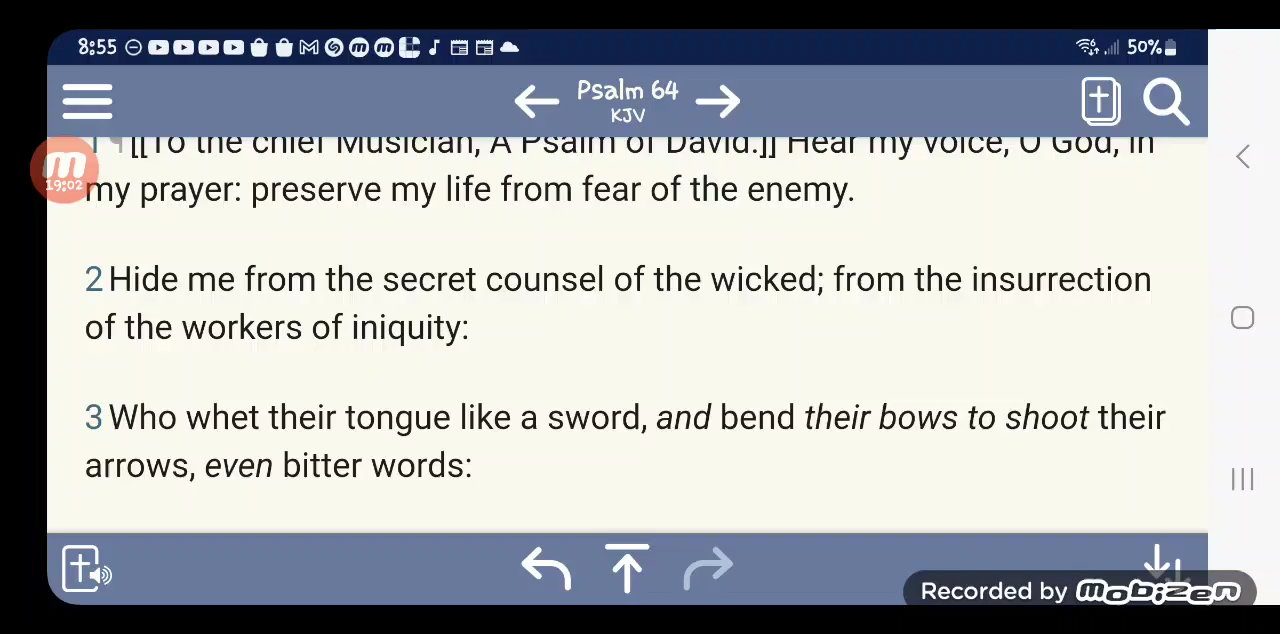 8:55
50%
Psalm 64
KJV
1 ¶ [[To the chief Musician, A Psalm of David.]] Hear my voice, O God, in
19:02
my prayer: preserve my life from fear of the enemy.
2 Hide me from the secret counsel of the wicked; from the insurrection
of the workers of iniquity:
3 Who whet their tongue like a sword, and bend their bows to shoot their
arrows, even bitter words:
Recorded by mobizen